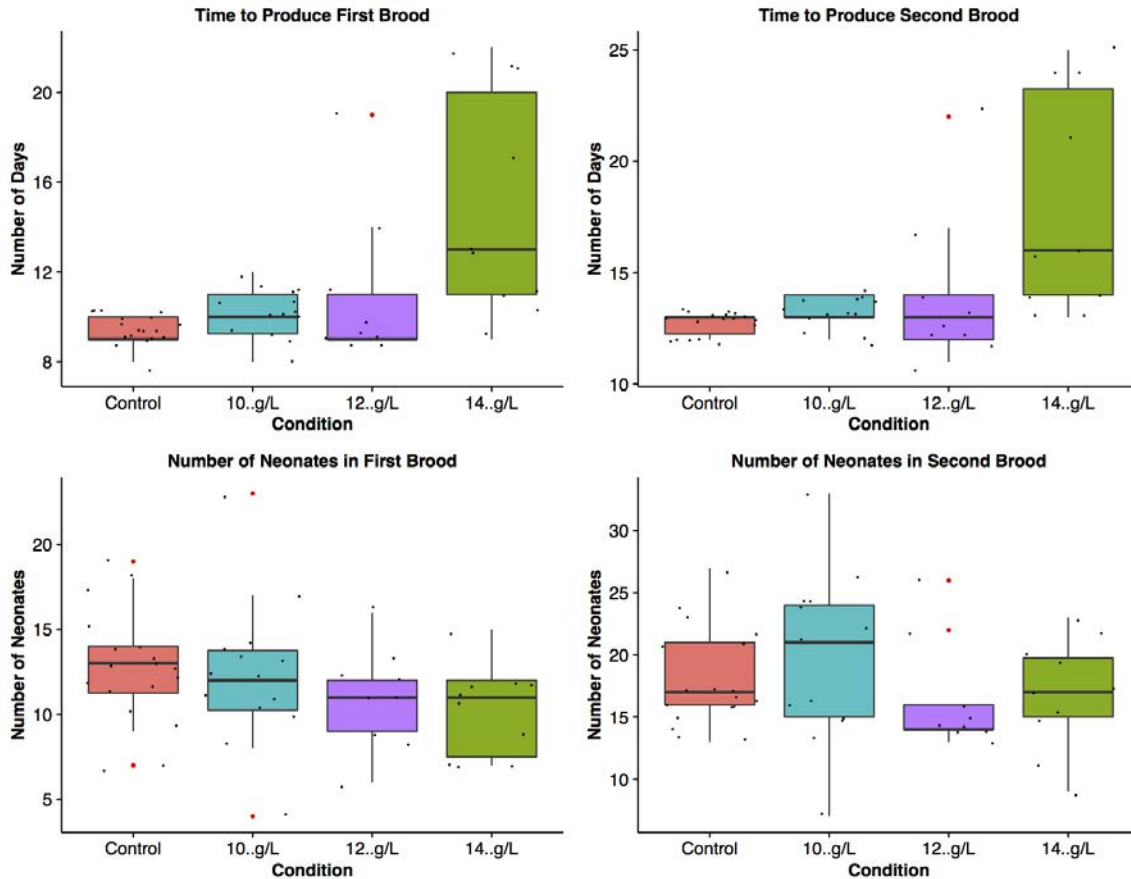 Time to Produce First Brood
Number of Days
20
16
12
8
Control 10..g/L 12..g/L 14..g/L
Condition
Time to Produce Second Brood
Number of Days
25
20
15
10
Control 10..g/L 12..g/L 14..g/L
Condition
Number of Neonates in First Brood
Number of Neonates
20
15
10
5
Control 10..g/L 12..g/L 14..g/L
Condition
Number of Neonates in Second Brood
Number of Neonates
30
25
20
15
10
Control 10..g/L 12..g/L 14..g/L
Condition